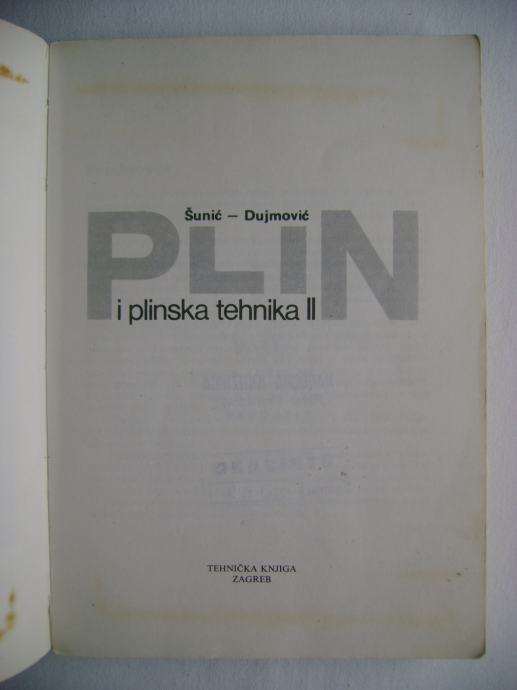 Šunić – Dujmović
PLIN
i plinska tehnika II
TEHNIČKA KNJIGA
ZAGREB